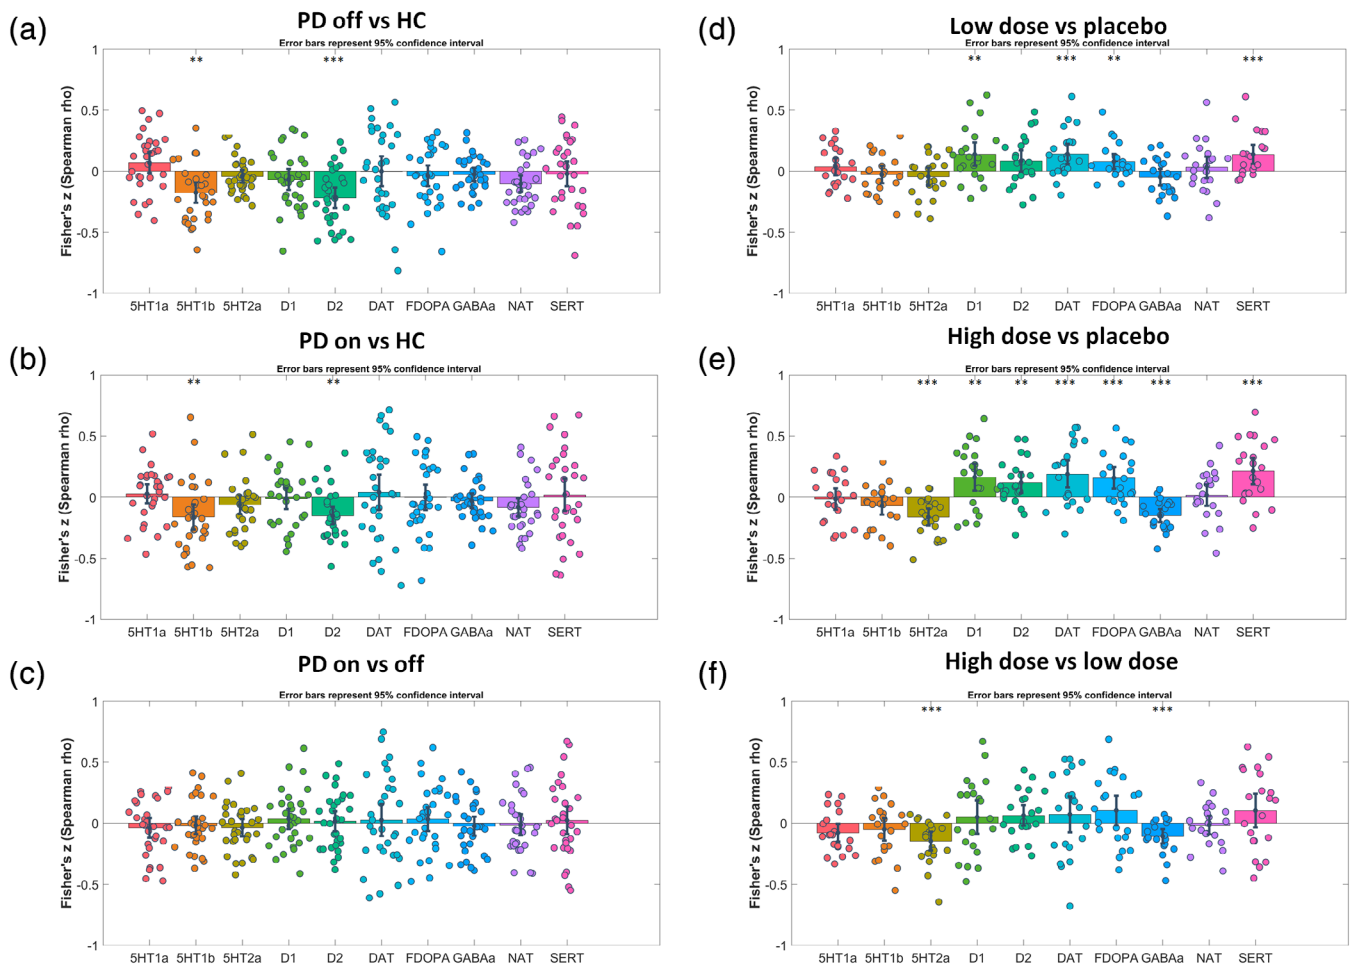 (a)
PD off vs HC
Error bars represent 95% confidence interval
** ***
Fisher's z (Spearman rho)
1
0.5
0
-0.5
-1
5HT1a 5HT1b 5HT2a D1 D2 DAT FDOPA GABAa NAT SERT
(b)
PD on vs HC
Error bars represent 95% confidence interval
** **
Fisher's z (Spearman rho)
1
0.5
0
-0.5
-1
5HT1a 5HT1b 5HT2a D1 D2 DAT FDOPA GABAa NAT SERT
(c)
PD on vs off
Error bars represent 95% confidence interval
Fisher's z (Spearman rho)
1
0.5
0
-0.5
-1
5HT1a 5HT1b 5HT2a D1 D2 DAT FDOPA GABAa NAT SERT
(d)
Low dose vs placebo
Error bars represent 95% confidence interval
** *** ** ***
Fisher's z (Spearman rho)
1
0.5
0
-0.5
-1
5HT1a 5HT1b 5HT2a D1 D2 DAT FDOPA GABAa NAT SERT
(e)
High dose vs placebo
Error bars represent 95% confidence interval
*** ** ** *** *** *** ***
Fisher's z (Spearman rho)
1
0.5
0
-0.5
-1
5HT1a 5HT1b 5HT2a D1 D2 DAT FDOPA GABAa NAT SERT
(f)
High dose vs low dose
Error bars represent 95% confidence interval
*** ***
Fisher's z (Spearman rho)
1
0.5
0
-0.5
-1
5HT1a 5HT1b 5HT2a D1 D2 DAT FDOPA GABAa NAT SERT